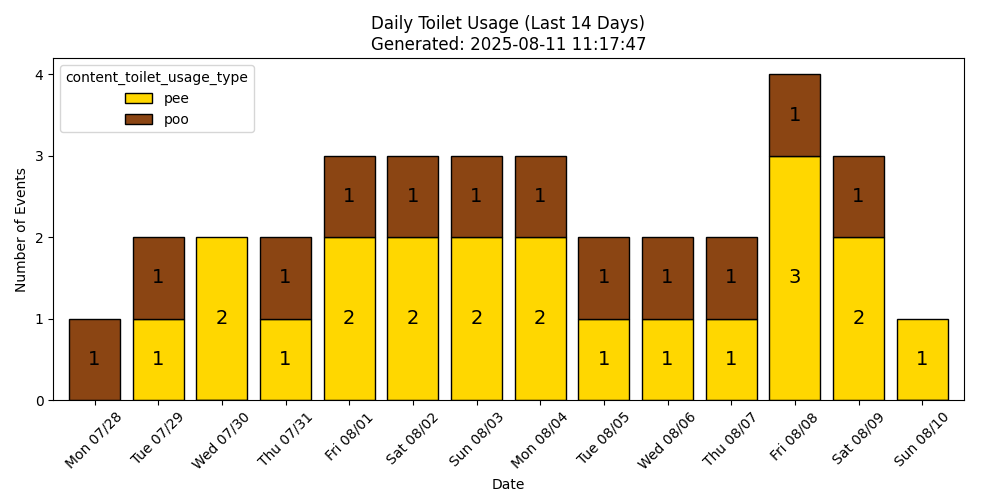 Daily Toilet Usage (Last 14 Days)
Generated: 2025-08-11 11:17:47
content_toilet_usage_type
pee
poo
Number of Events
4
3
2
1
0
1
1
1
2
1
1
1
2
1
2
1
2
1
2
1
1
1
1
1
1
1
3
1
2
1
Mon 07/28
Tue 07/29
Wed 07/30
Thu 07/31
Fri 08/01
Sat 08/02
Sun 08/03
Mon 08/04
Tue 08/05
Wed 08/06
Thu 08/07
Fri 08/08
Sat 08/09
Sun 08/10
Date